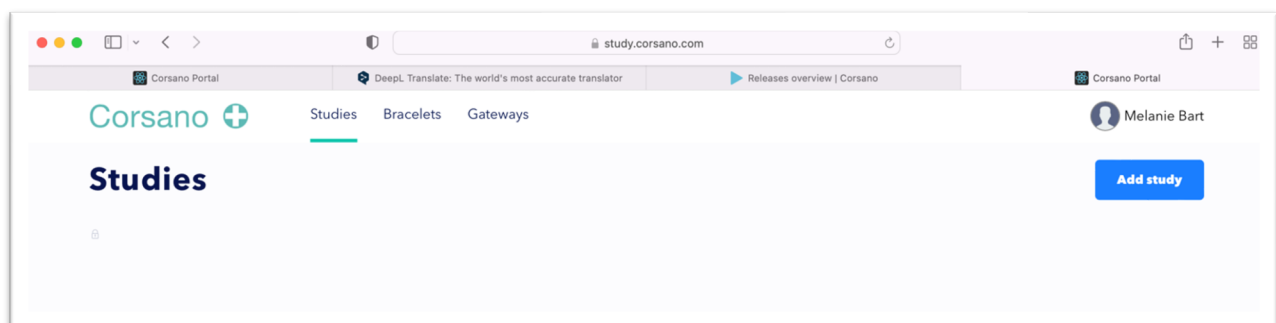 study.corsano.com
Corsano Portal
DeepL Translate: The world's most accurate translator
Releases overview | Corsano
Corsano Portal
Corsano
Studies
Bracelets
Gateways
Melanie Bart
Studies
Add study